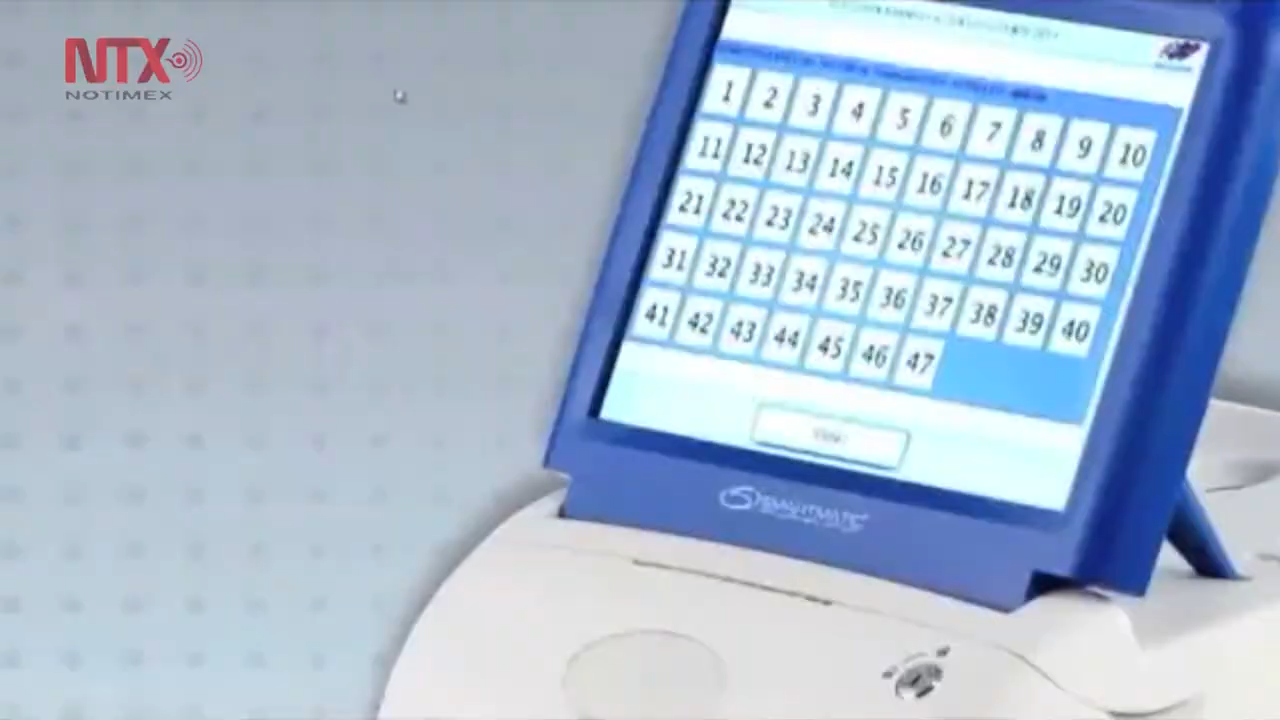 NTX
NOTIMEX
1 2 3 4 5 6 7 8 9 10
11 12 13 14 15 16 17 18 19 20
21 22 23 24 25 26 27 28 29 30
31 32 33 34 35 36 37 38 39 40
41 42 43 44 45 46 47
SMARTMATIC